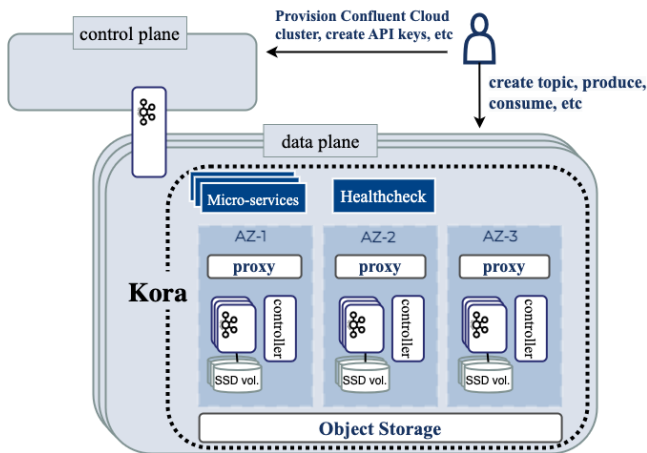 control plane
Provision Confluent Cloud
cluster, create API keys, etc
create topic, produce,
consume, etc
data plane
Micro-services
Healthcheck
AZ-1
AZ-2
AZ-3
proxy
proxy
proxy
Kora
controller
controller
controller
SSD vol.
SSD vol.
SSD vol.
Object Storage